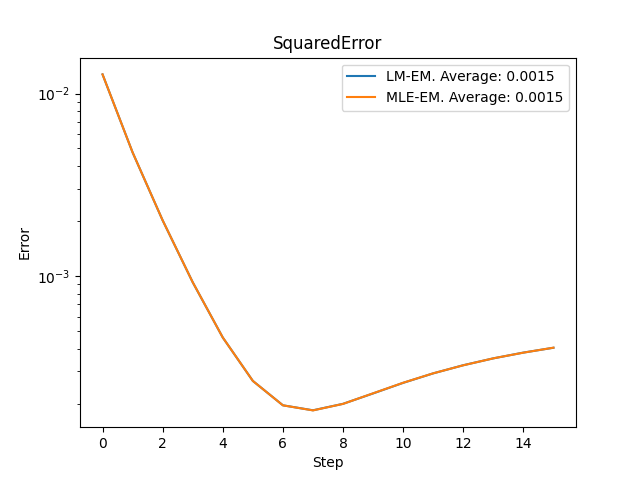 SquaredError
LM-EM. Average: 0.0015
MLE-EM. Average: 0.0015
10⁻²
10⁻³
Error
0 2 4 6 8 10 12 14
Step